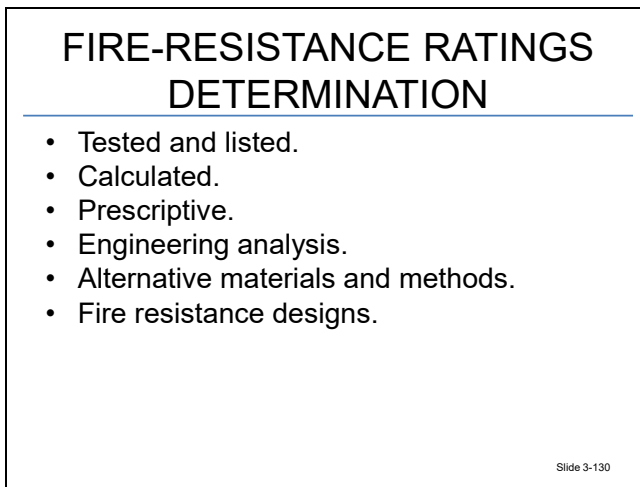 FIRE-RESISTANCE RATINGS
DETERMINATION
• Tested and listed.
• Calculated.
• Prescriptive.
• Engineering analysis.
• Alternative materials and methods.
• Fire resistance designs.
Slide 3-130